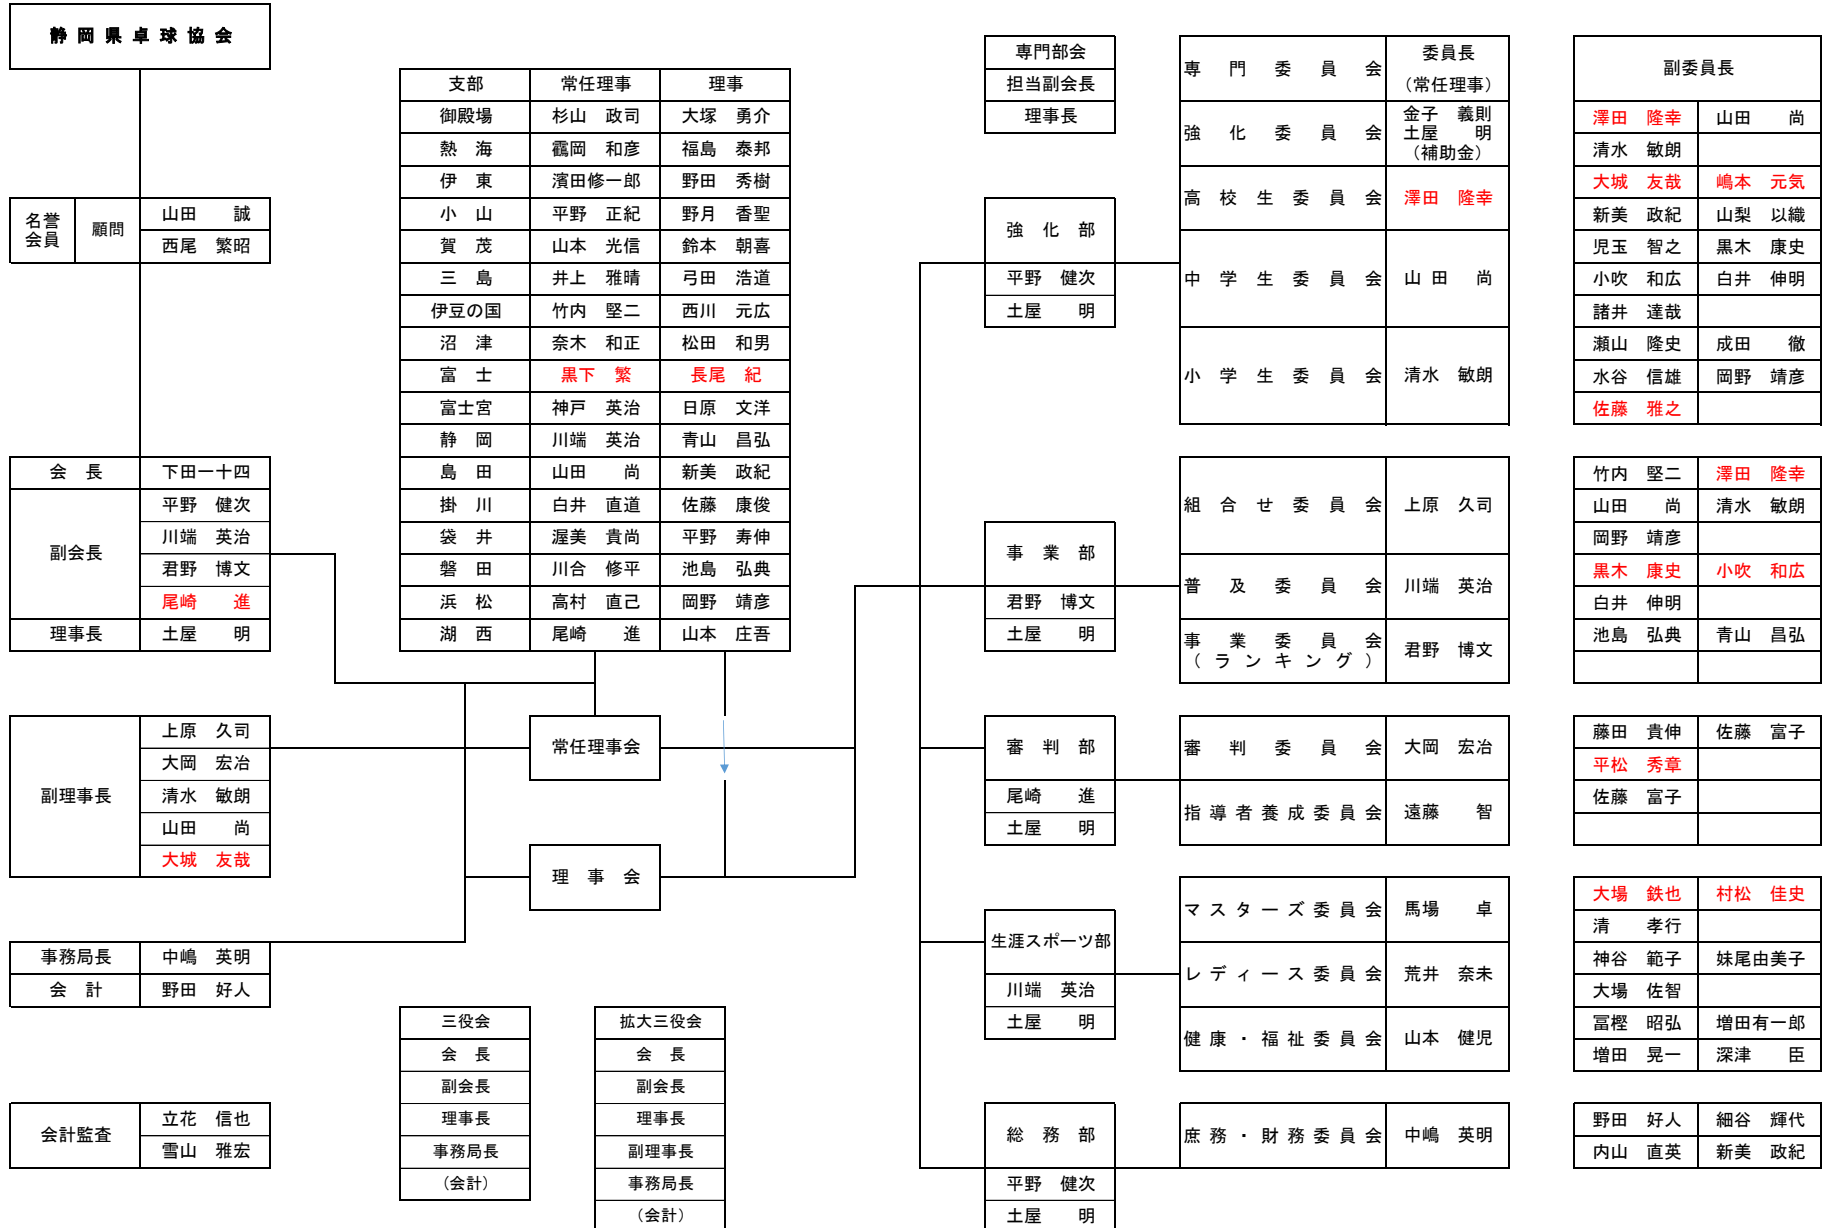 静岡県卓球協会
名誉会員 顧問 山田　誠
西尾　繁昭
会　長 下田一十四
副会長 平野　健次
川端　英治
君野　博文
尾崎　進
理事長 土屋　明
副理事長 上原　久司
大岡　宏冶
清水　敏朗
山田　尚
大城　友哉
事務局長 中嶋　英明
会　計 野田　好人
会計監査 立花　信也
雪山　雅宏
支部 常任理事 理事
御殿場 杉山　政司 大塚　勇介
熱　海 靍岡　和彦 福島　泰邦
伊　東 濱田修一郎 野田　秀樹
小　山 平野　正紀 野月　香聖
賀　茂 山本　光信 鈴木　朝喜
三　島 井上　雅晴 弓田　浩道
伊豆の国 竹内　堅二 西川　元広
沼　津 奈木　和正 松田　和男
富　士 黒下　繁 長尾　紀
富士宮 神戸　英治 日原　文洋
静　岡 川端　英治 青山　昌弘
島　田 山田　尚 新美　政紀
掛　川 白井　直道 佐藤　康俊
袋　井 渥美　貴尚 平野　寿伸
磐　田 川合　修平 池島　弘典
浜　松 高村　直己 岡野　靖彦
湖　西 尾崎　進 山本　庄吾
常任理事会
理　事　会
三役会
会　長
副会長
理事長
事務局長
（会計）
拡大三役会
会　長
副会長
理事長
副理事長
事務局長
（会計）
専門部会
担当副会長
理事長
強　化　部
平野　健次
土屋　明
事　業　部
君野　博文
土屋　明
審　判　部
尾崎　進
土屋　明
生涯スポーツ部
川端　英治
土屋　明
総　務　部
平野　健次
土屋　明
専門委員会 委員長
（常任理事）
強化委員会 金子　義則
土屋　明
（補助金）
高校生委員会 澤田　隆幸
中学生委員会 山田　尚
小学生委員会 清水　敏朗
組合せ委員会 上原　久司
普及委員会 川端　英治
事業委員会
（ランキング） 君野　博文
審判委員会 大岡　宏冶
指導者養成委員会 遠藤　智
マスターズ委員会 馬場　卓
レディース委員会 荒井　奈未
健康・福祉委員会 山本　健児
庶務・財務委員会 中嶋　英明
副委員長
澤田　隆幸 山田　尚
清水　敏朗
大城　友哉 嶋本　元気
新美　政紀 山梨　以織
児玉　智之 黒木　康史
小吹　和広 白井　伸明
諸井　達哉
瀬山　隆史 成田　徹
水谷　信雄 岡野　靖彦
佐藤　雅之
竹内　堅二 澤田　隆幸
山田　尚 清水　敏朗
岡野　靖彦
黒木　康史 小吹　和広
白井　伸明
池島　弘典 青山　昌弘
藤田　貴伸 佐藤　富子
平松　秀章
佐藤　富子
大場　鉄也 村松　佳史
清　孝行
神谷　範子 妹尾由美子
大場　佐智
冨樫　昭弘 増田有一郎
増田　晃一 深津　臣
野田　好人 細谷　輝代
内山　直英 新美　政紀